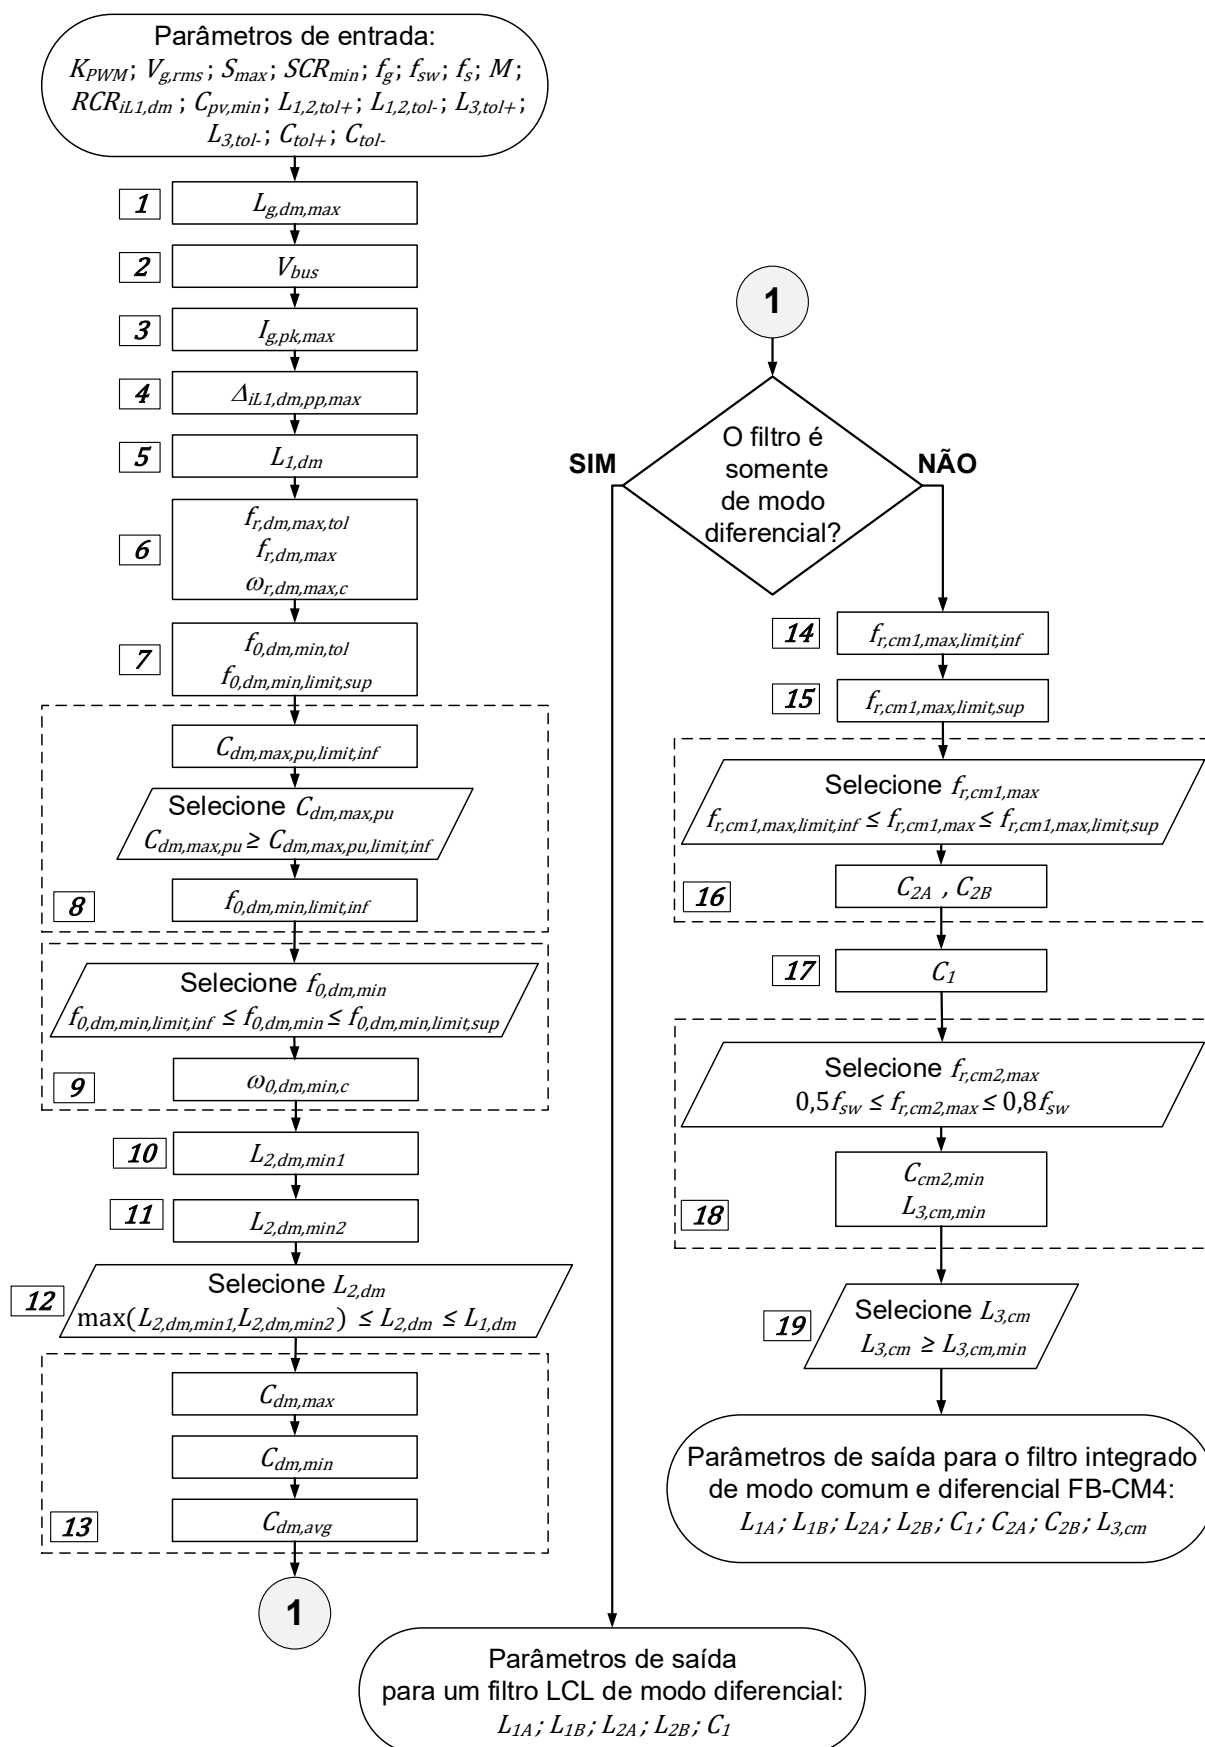 Parâmetros de entrada:
K_PWM; V_g,rms; S_max; SCR_min; f_g; f_sw; f_s; M;
RCR_iL1,dm; C_pv,min; L_1,2,tol+; L_1,2,tol-; L_3,tol+;
L_3,tol-; C_tol+; C_tol-
1
L_g,dm,max
2
V_bus
3
I_g,pk,max
4
Δ_iL1,dm,pp,max
5
L_1,dm
6
f_r,dm,max,tol
f_r,dm,max
ω_r,dm,max,c
7
f_0,dm,min,tol
f_0,dm,min,limit,sup
C_dm,max,pu,limit,inf
Selecione C_dm,max,pu
C_dm,max,pu ≥ C_dm,max,pu,limit,inf
8
f_0,dm,min,limit,inf
Selecione f_0,dm,min
f_0,dm,min,limit,inf ≤ f_0,dm,min ≤ f_0,dm,min,limit,sup
9
ω_0,dm,min,c
10
L_2,dm,min1
11
L_2,dm,min2
12
Selecione L_2,dm
max(L_2,dm,min1,L_2,dm,min2) ≤ L_2,dm ≤ L_1,dm
C_dm,max
C_dm,min
13
C_dm,avg
1
1
O filtro é
somente
de modo
diferencial?
SIM
NÃO
14
f_r,cm1,max,limit,inf
15
f_r,cm1,max,limit,sup
Selecione f_r,cm1,max
f_r,cm1,max,limit,inf ≤ f_r,cm1,max ≤ f_r,cm1,max,limit,sup
16
C_2A , C_2B
17
C_1
Selecione f_r,cm2,max
0,5f_sw ≤ f_r,cm2,max ≤ 0,8f_sw
18
C_cm2,min
L_3,cm,min
19
Selecione L_3,cm
L_3,cm ≥ L_3,cm,min
Parâmetros de saída para o filtro integrado
de modo comum e diferencial FB-CM4:
L_1A; L_1B; L_2A; L_2B; C_1; C_2A; C_2B; L_3,cm
Parâmetros de saída
para um filtro LCL de modo diferencial:
L_1A; L_1B; L_2A; L_2B; C_1